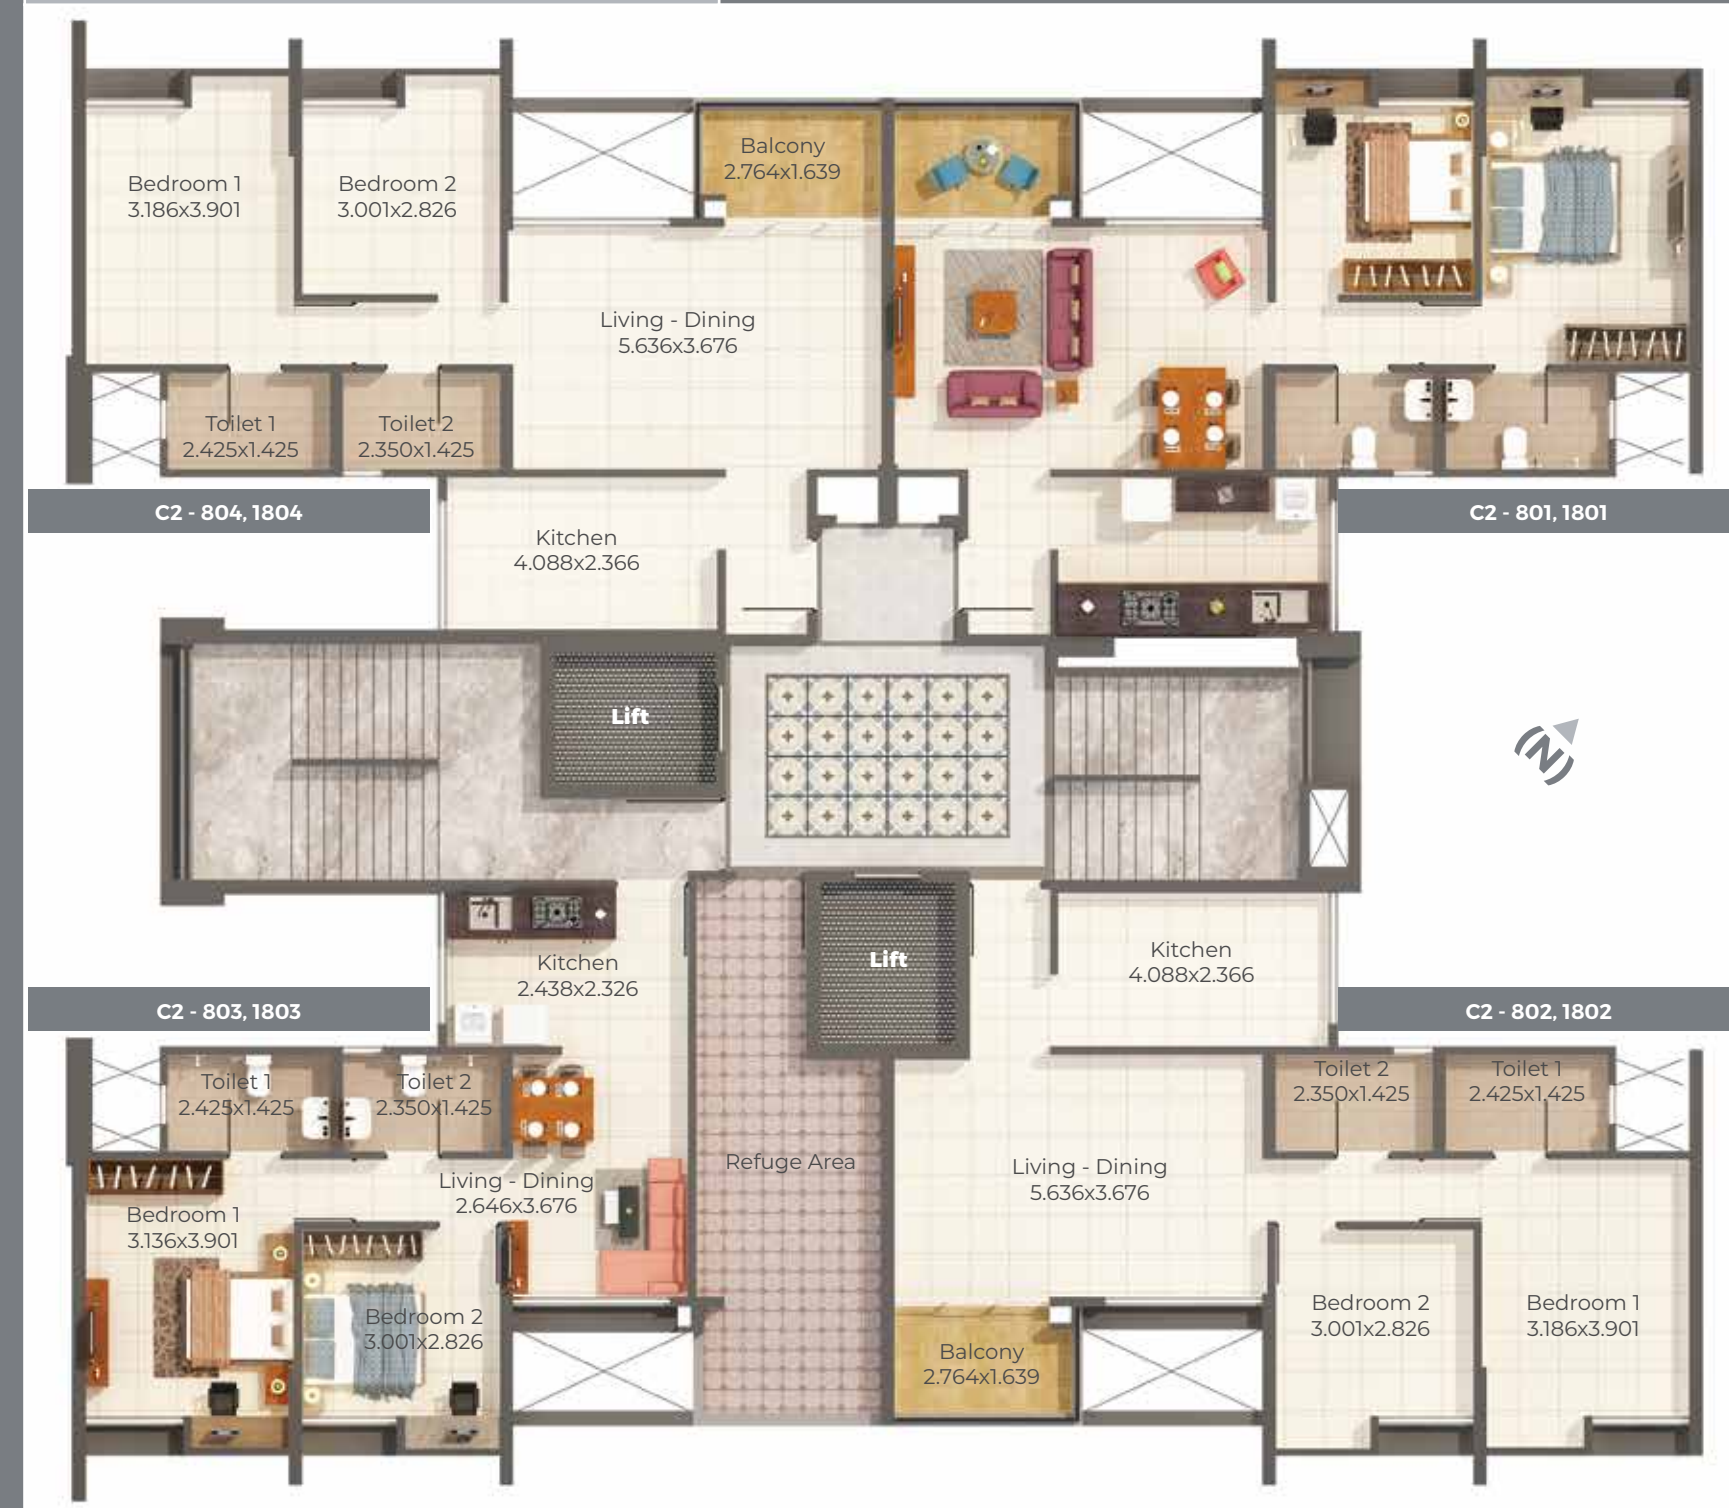 Balcony
2.764x1.639
Bedroom 1
3.186x3.901
Bedroom 2
3.001x2.826
Living - Dining
5.636x3.676
Toilet 1
2.425x1.425
Toilet 2
2.350x1.425
C2 - 804, 1804
C2 - 801, 1801
Kitchen
4.088x2.366
Lift
N
Kitchen
2.438x2.326
Lift
Kitchen
4.088x2.366
C2 - 803, 1803
C2 - 802, 1802
Toilet 1
2.425x1.425
Toilet 2
2.350x1.425
Toilet 2
2.350x1.425
Toilet 1
2.425x1.425
Living - Dining
2.646x3.676
Refuge Area
Living - Dining
5.636x3.676
Bedroom 1
3.136x3.901
Bedroom 2
3.001x2.826
Balcony
2.764x1.639
Bedroom 2
3.001x2.826
Bedroom 1
3.186x3.901